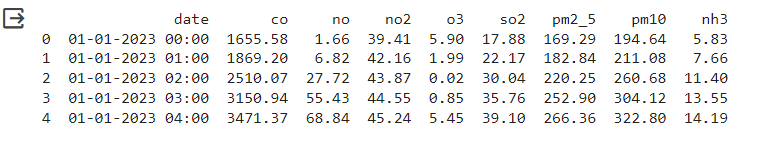 date co no no2 o3 so2 pm2_5 pm10 nh3
0 01-01-2023 00:00 1655.58 1.66 39.41 5.90 17.88 169.29 194.64 5.83
1 01-01-2023 01:00 1869.20 6.82 42.16 1.99 22.17 182.84 211.08 7.66
2 01-01-2023 02:00 2510.07 27.72 43.87 0.02 30.04 220.25 260.68 11.40
3 01-01-2023 03:00 3150.94 55.43 44.55 0.85 35.76 252.90 304.12 13.55
4 01-01-2023 04:00 3471.37 68.84 45.24 5.45 39.10 266.36 322.80 14.19